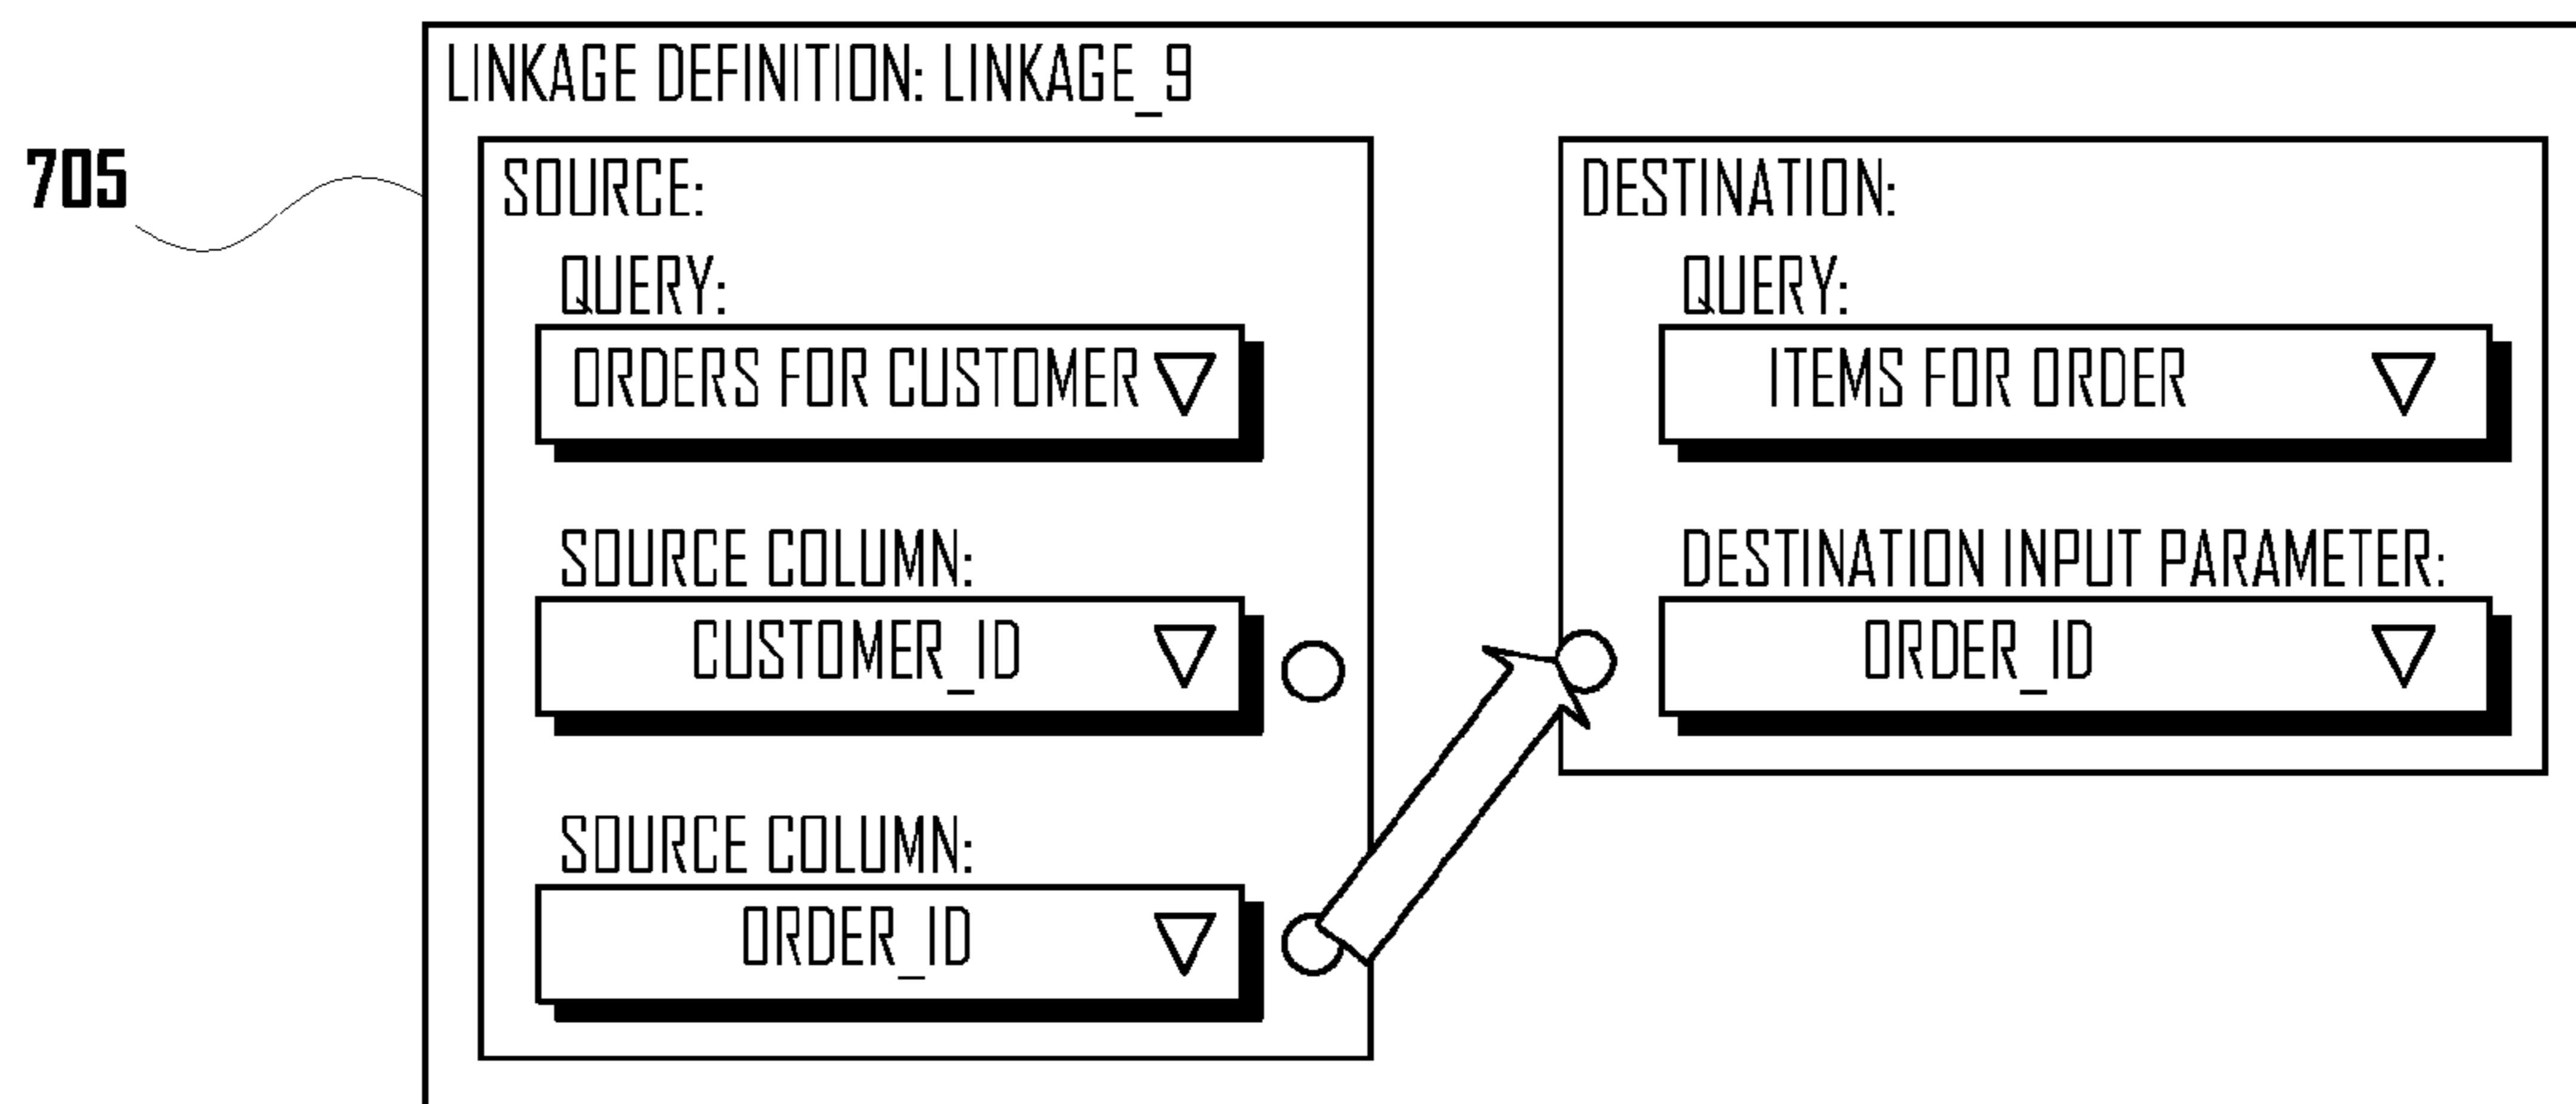 LINKAGE DEFINITION: LINKAGE_9
705
SOURCE:
QUERY:
ORDERS FOR CUSTOMER
SOURCE COLUMN:
CUSTOMER_ID
SOURCE COLUMN:
ORDER_ID
DESTINATION:
QUERY:
ITEMS FOR ORDER
DESTINATION INPUT PARAMETER:
ORDER_ID